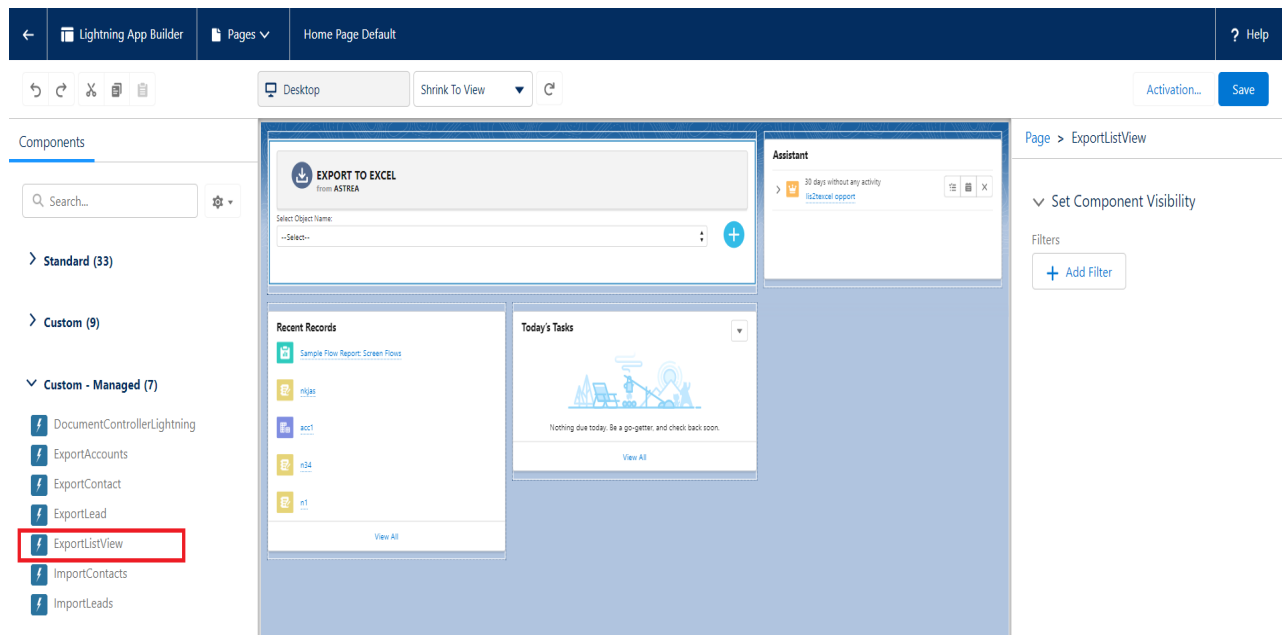 Lightning App Builder
Pages
Home Page Default
? Help
Desktop
Shrink To View
Activation...
Save
Components
Search...
Standard (33)
Custom (9)
Custom - Managed (7)
DocumentControllerLightning
ExportAccounts
ExportContact
ExportLead
ExportListView
ImportContacts
ImportLeads
EXPORT TO EXCEL
from ASTREA
Select Object Name:
--Select--
Assistant
30 days without any activity
lis2texcel opport
Recent Records
Sample Flow Report: Screen Flows
nkjas
acc1
n34
n1
View All
Today's Tasks
Nothing due today. Be a go-getter, and check back soon.
View All
Page > ExportListView
Set Component Visibility
Filters
+ Add Filter